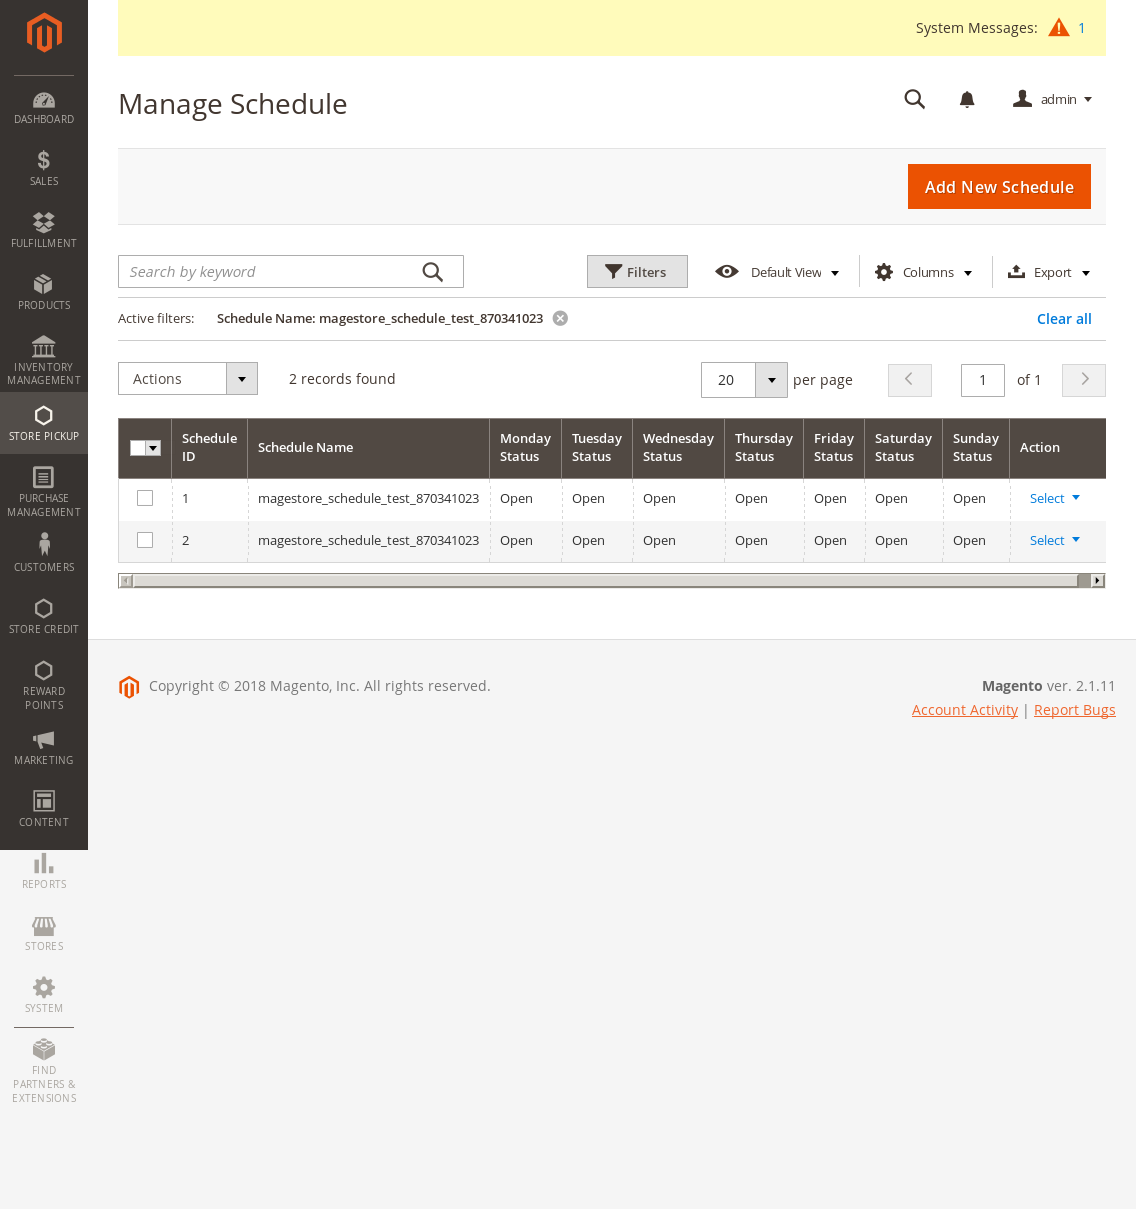 System Messages: 1
Manage Schedule
admin
Add New Schedule
DASHBOARD
SALES
FULFILLMENT
PRODUCTS
INVENTORY
MANAGEMENT
STORE PICKUP
PURCHASE
MANAGEMENT
CUSTOMERS
STORE CREDIT
REWARD
POINTS
MARKETING
CONTENT
REPORTS
STORES
SYSTEM
FIND
PARTNERS &
EXTENSIONS
Search by keyword
Filters
Default View
Columns
Export
Active filters: Schedule Name: magestore_schedule_test_870341023
Clear all
Actions
2 records found
20 per page
1 of 1
Schedule ID Schedule Name Monday Status Tuesday Status Wednesday Status Thursday Status Friday Status Saturday Status Sunday Status Action
1 magestore_schedule_test_870341023 Open Open Open Open Open Open Open Select
2 magestore_schedule_test_870341023 Open Open Open Open Open Open Open Select
Copyright © 2018 Magento, Inc. All rights reserved.
Magento ver. 2.1.11
Account Activity | Report Bugs